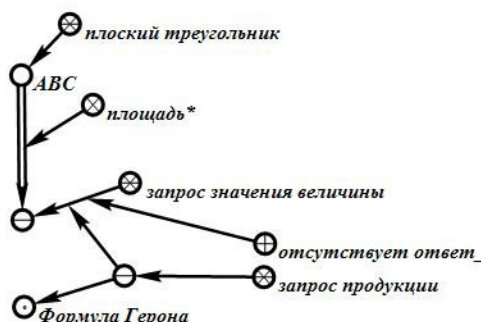 плоский треугольник
ABC
площадь*
запрос значения величины
отсутствует ответ_
запрос продукции
Формула Герона